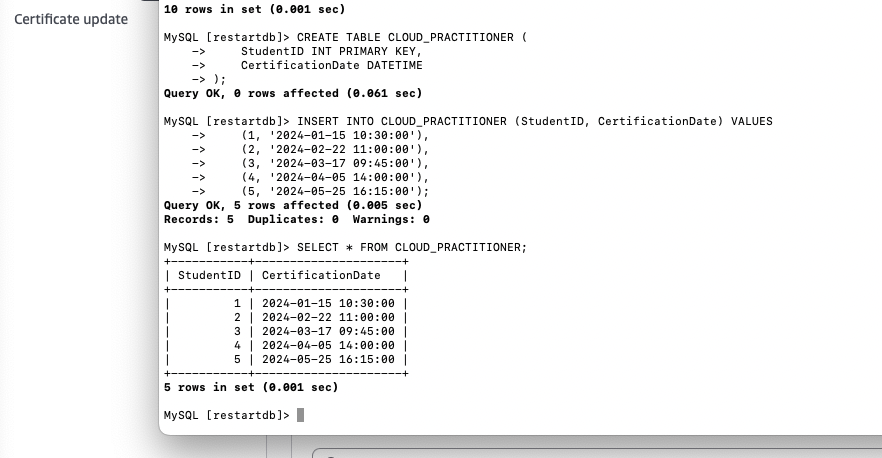 Certificate update
10 rows in set (0.001 sec)
MySQL [restartdb]> CREATE TABLE CLOUD_PRACTITIONER (
    ->     StudentID INT PRIMARY KEY,
    ->     CertificationDate DATETIME
    -> );
Query OK, 0 rows affected (0.061 sec)
MySQL [restartdb]> INSERT INTO CLOUD_PRACTITIONER (StudentID, CertificationDate) VALUES
    ->     (1, '2024-01-15 10:30:00'),
    ->     (2, '2024-02-22 11:00:00'),
    ->     (3, '2024-03-17 09:45:00'),
    ->     (4, '2024-04-05 14:00:00'),
    ->     (5, '2024-05-25 16:15:00');
Query OK, 5 rows affected (0.005 sec)
Records: 5  Duplicates: 0  Warnings: 0
MySQL [restartdb]> SELECT * FROM CLOUD_PRACTITIONER;
+-----------+---------------------+
| StudentID | CertificationDate   |
+-----------+---------------------+
|         1 | 2024-01-15 10:30:00 |
|         2 | 2024-02-22 11:00:00 |
|         3 | 2024-03-17 09:45:00 |
|         4 | 2024-04-05 14:00:00 |
|         5 | 2024-05-25 16:15:00 |
+-----------+---------------------+
5 rows in set (0.001 sec)
MySQL [restartdb]>